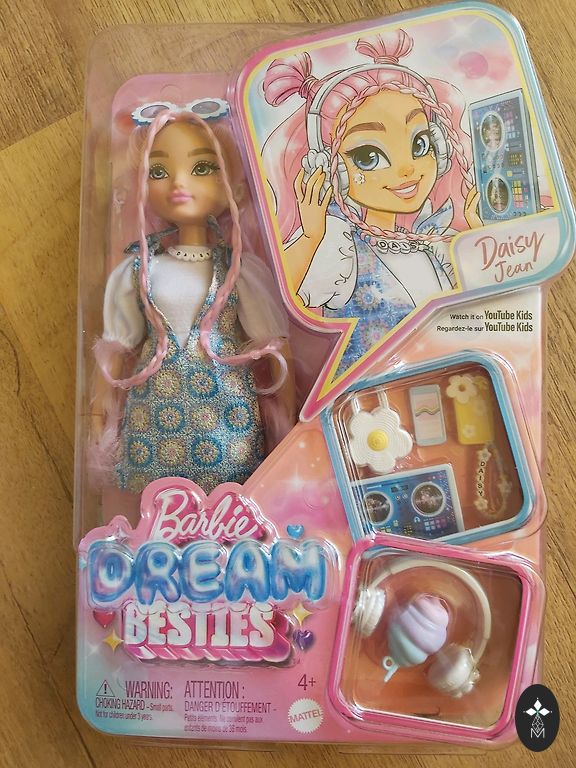 DAISY
Daisy
Jean
Watch it on YouTube Kids
Regardez-le sur YouTube Kids
DAISY
Barbie
DREAM
BESTIES
WARNING:
CHOKING HAZARD – Small parts.
Not for children under 3 years.
ATTENTION :
DANGER D'ÉTOUFFEMENT –
Petits éléments. Ne convient pas aux
enfants de moins de 36 mois.
4+
MATTEL
M